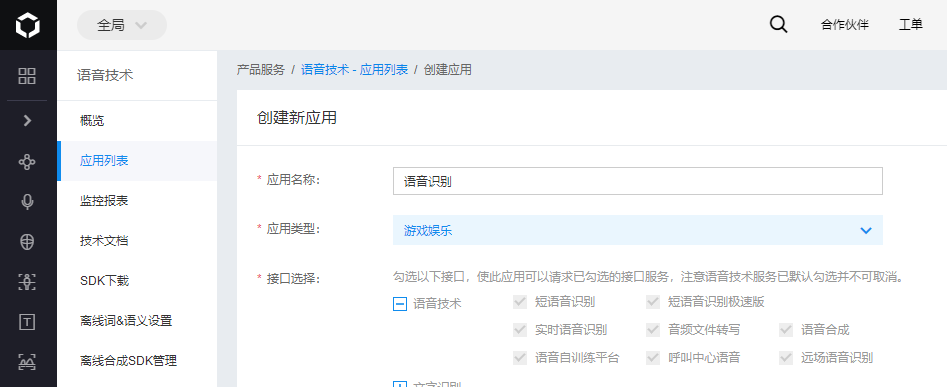 全局
合作伙伴
工单
语音技术
概览
应用列表
监控报表
技术文档
SDK下载
离线词&语义设置
离线合成SDK管理
产品服务 / 语音技术 - 应用列表 / 创建应用
创建新应用
* 应用名称: 语音识别
* 应用类型: 游戏娱乐
* 接口选择: 勾选以下接口，使此应用可以请求已勾选的接口服务，注意语音技术服务已默认勾选并不可取消。
语音技术 短语音识别 短语音识别极速版
实时语音识别 音频文件转写 语音合成
语音自训练平台 呼叫中心语音 远场语音识别
文字识别